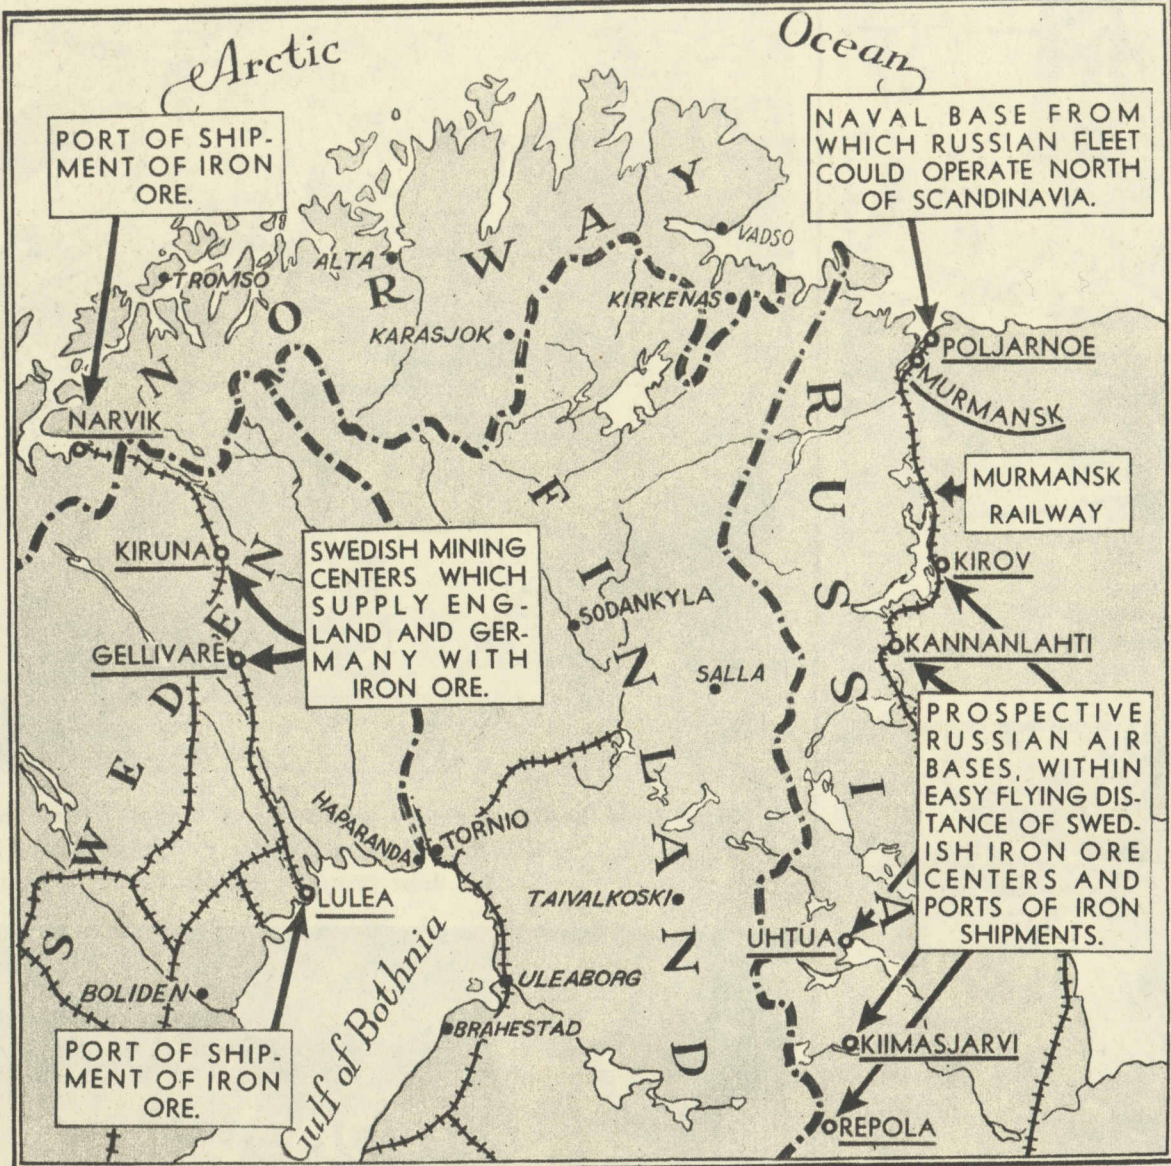 Arctic
Ocean
PORT OF SHIP-
MENT OF IRON
ORE.
NAVAL BASE FROM
WHICH RUSSIAN FLEET
COULD OPERATE NORTH
OF SCANDINAVIA.
NORWAY
VADSO
ALTA
TROMSO
KIRKENAS
KARASJOK
POLJARNOE
MURMANSK
NARVIK
RUSSIA
MURMANSK
RAILWAY
FINLAND
KIRUNA
SWEDISH MINING
CENTERS WHICH
SUPPLY ENG-
LAND AND GER-
MANY WITH
IRON ORE.
KIROV
SODANKYLA
KANNANLAHTI
GELLIVARE
SALLA
SWEDEN
PROSPECTIVE
RUSSIAN AIR
BASES, WITHIN
EASY FLYING DIS-
TANCE OF SWED-
ISH IRON ORE
CENTERS AND
PORTS OF IRON
SHIPMENTS.
HAPARANDA
TORNIO
LULEA
TAIVALKOSKI
UHTUA
BOLIDEN
Gulf of Bothnia
ULEABORG
BRAHESTAD
KIIMASJARVI
PORT OF SHIP-
MENT OF IRON
ORE.
REPOLA